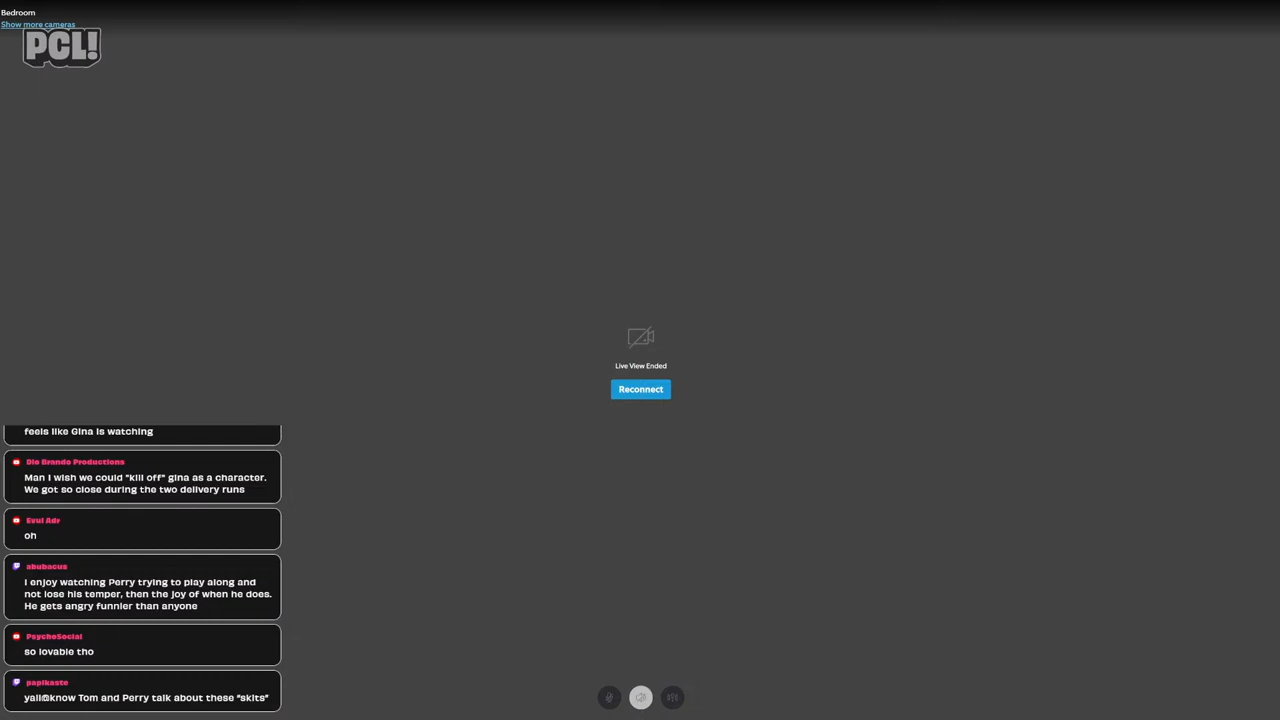 Bedroom
Show more cameras
PCL!
Live View Ended
Reconnect
feels like Gina is watching
Dio Brando Productions
Man I wish we could "kill off" gina as a character.
We got so close during the two delivery runs
Evul Adr
oh
abubacus
I enjoy watching Perry trying to play along and
not lose his temper, then the joy of when he does.
He gets angry funnier than anyone
PsychoSocial
so lovable tho
papikaste
know Tom and Perry talk about these "skits"